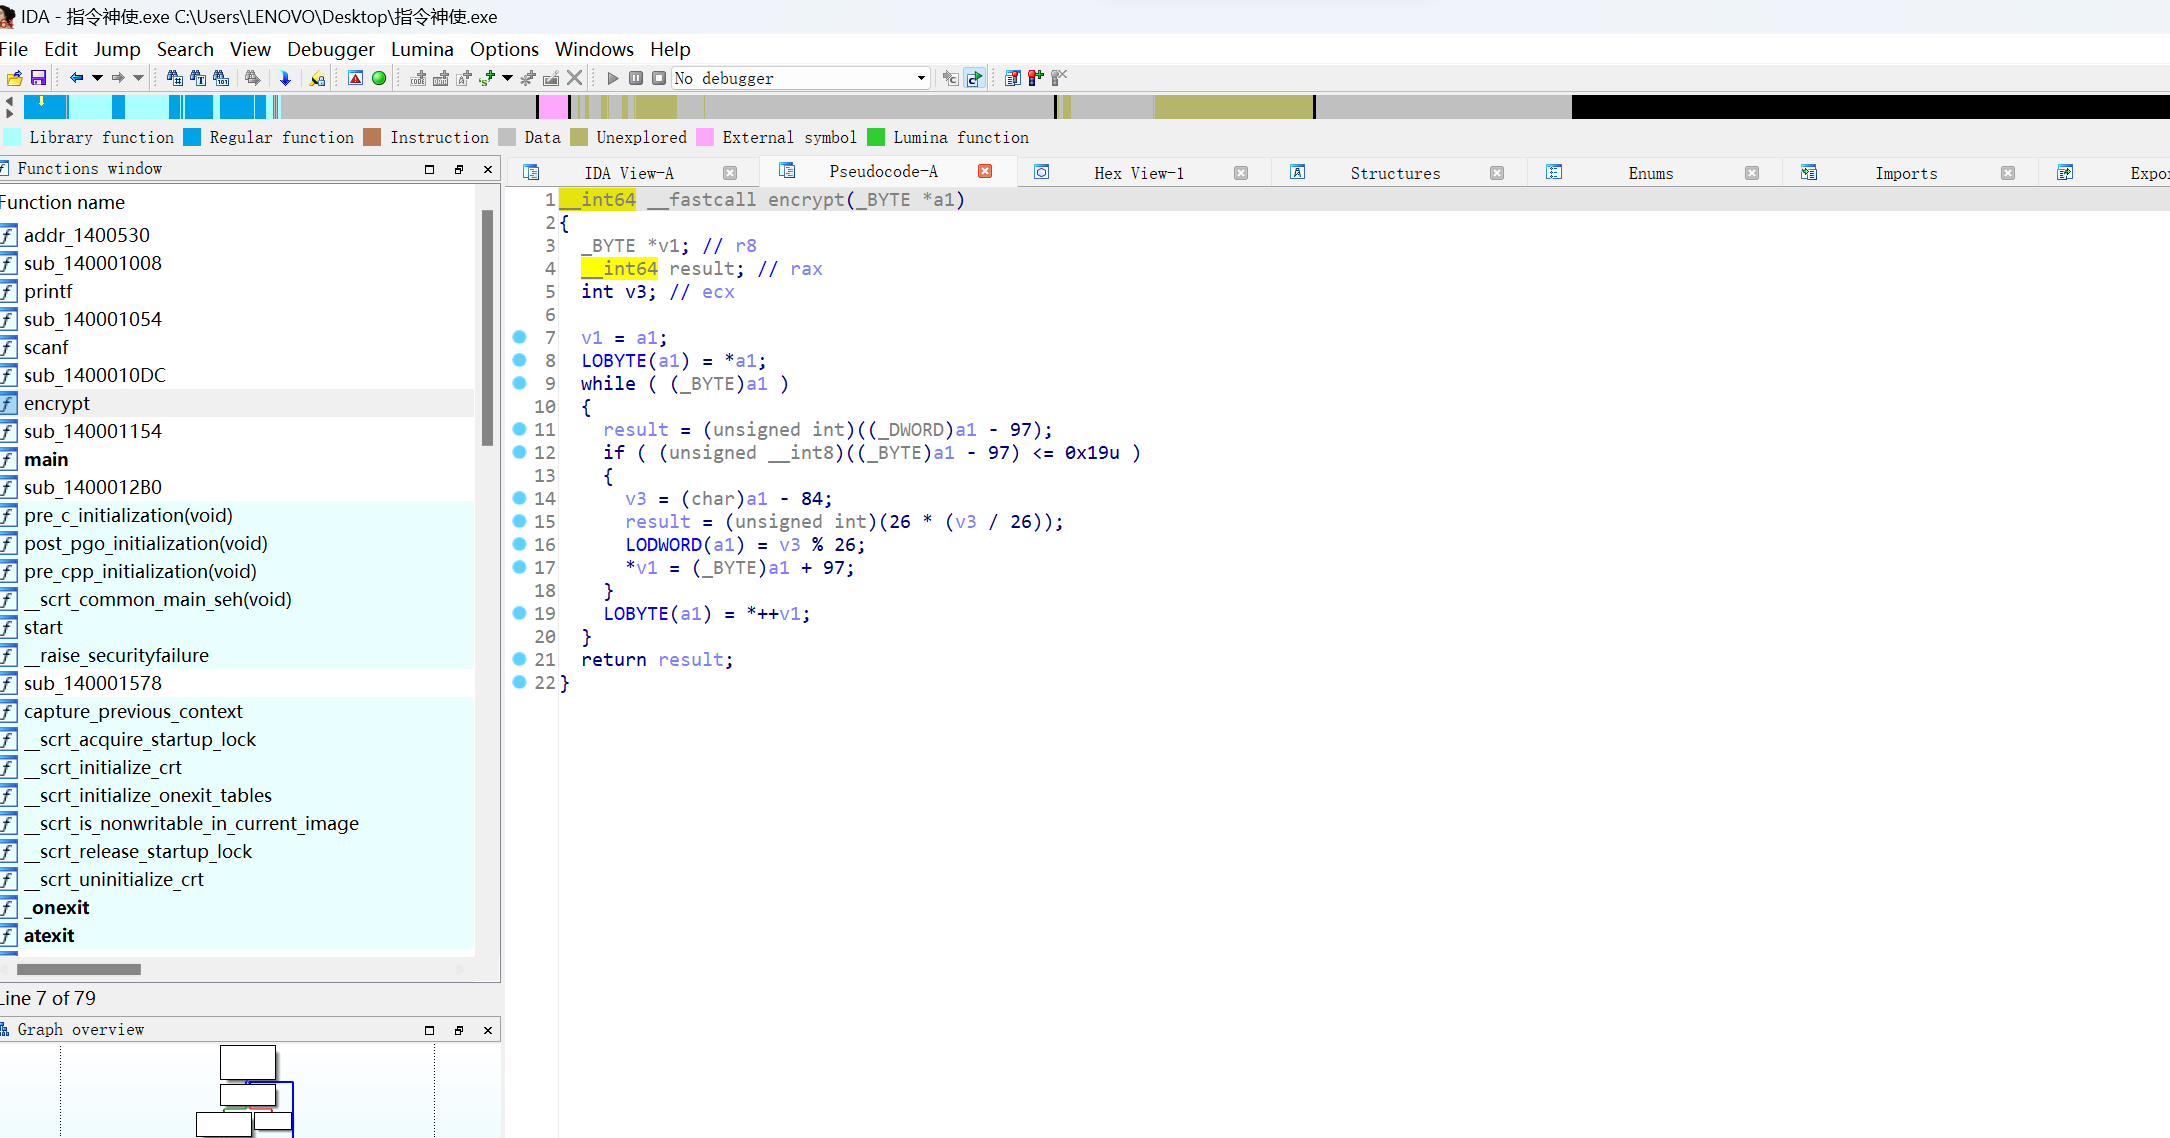 IDA - 指令神使.exe C:\Users\LENOVO\Desktop\指令神使.exe
File Edit Jump Search View Debugger Lumina Options Windows Help
No debugger
Library function Regular function Instruction Data Unexplored External symbol Lumina function
Functions window
Function name
addr_1400530
sub_140001008
printf
sub_140001054
scanf
sub_1400010DC
encrypt
sub_140001154
main
sub_1400012B0
pre_c_initialization(void)
post_pgo_initialization(void)
pre_cpp_initialization(void)
__scrt_common_main_seh(void)
start
__raise_securityfailure
sub_140001578
capture_previous_context
__scrt_acquire_startup_lock
__scrt_initialize_crt
__scrt_initialize_onexit_tables
__scrt_is_nonwritable_in_current_image
__scrt_release_startup_lock
__scrt_uninitialize_crt
_onexit
atexit
Line 7 of 79
Graph overview
IDA View-A Pseudocode-A Hex View-1 Structures Enums Imports Expor
1 __int64 __fastcall encrypt(_BYTE *a1)
2 {
3 _BYTE *v1; // r8
4 __int64 result; // rax
5 int v3; // ecx
6
7 v1 = a1;
8 LOBYTE(a1) = *a1;
9 while ( (_BYTE)a1 )
10 {
11 result = (unsigned int)((_DWORD)a1 - 97);
12 if ( (unsigned __int8)((_BYTE)a1 - 97) <= 0x19u )
13 {
14 v3 = (char)a1 - 84;
15 result = (unsigned int)(26 * (v3 / 26));
16 LODWORD(a1) = v3 % 26;
17 *v1 = (_BYTE)a1 + 97;
18 }
19 LOBYTE(a1) = *++v1;
20 }
21 return result;
22 }